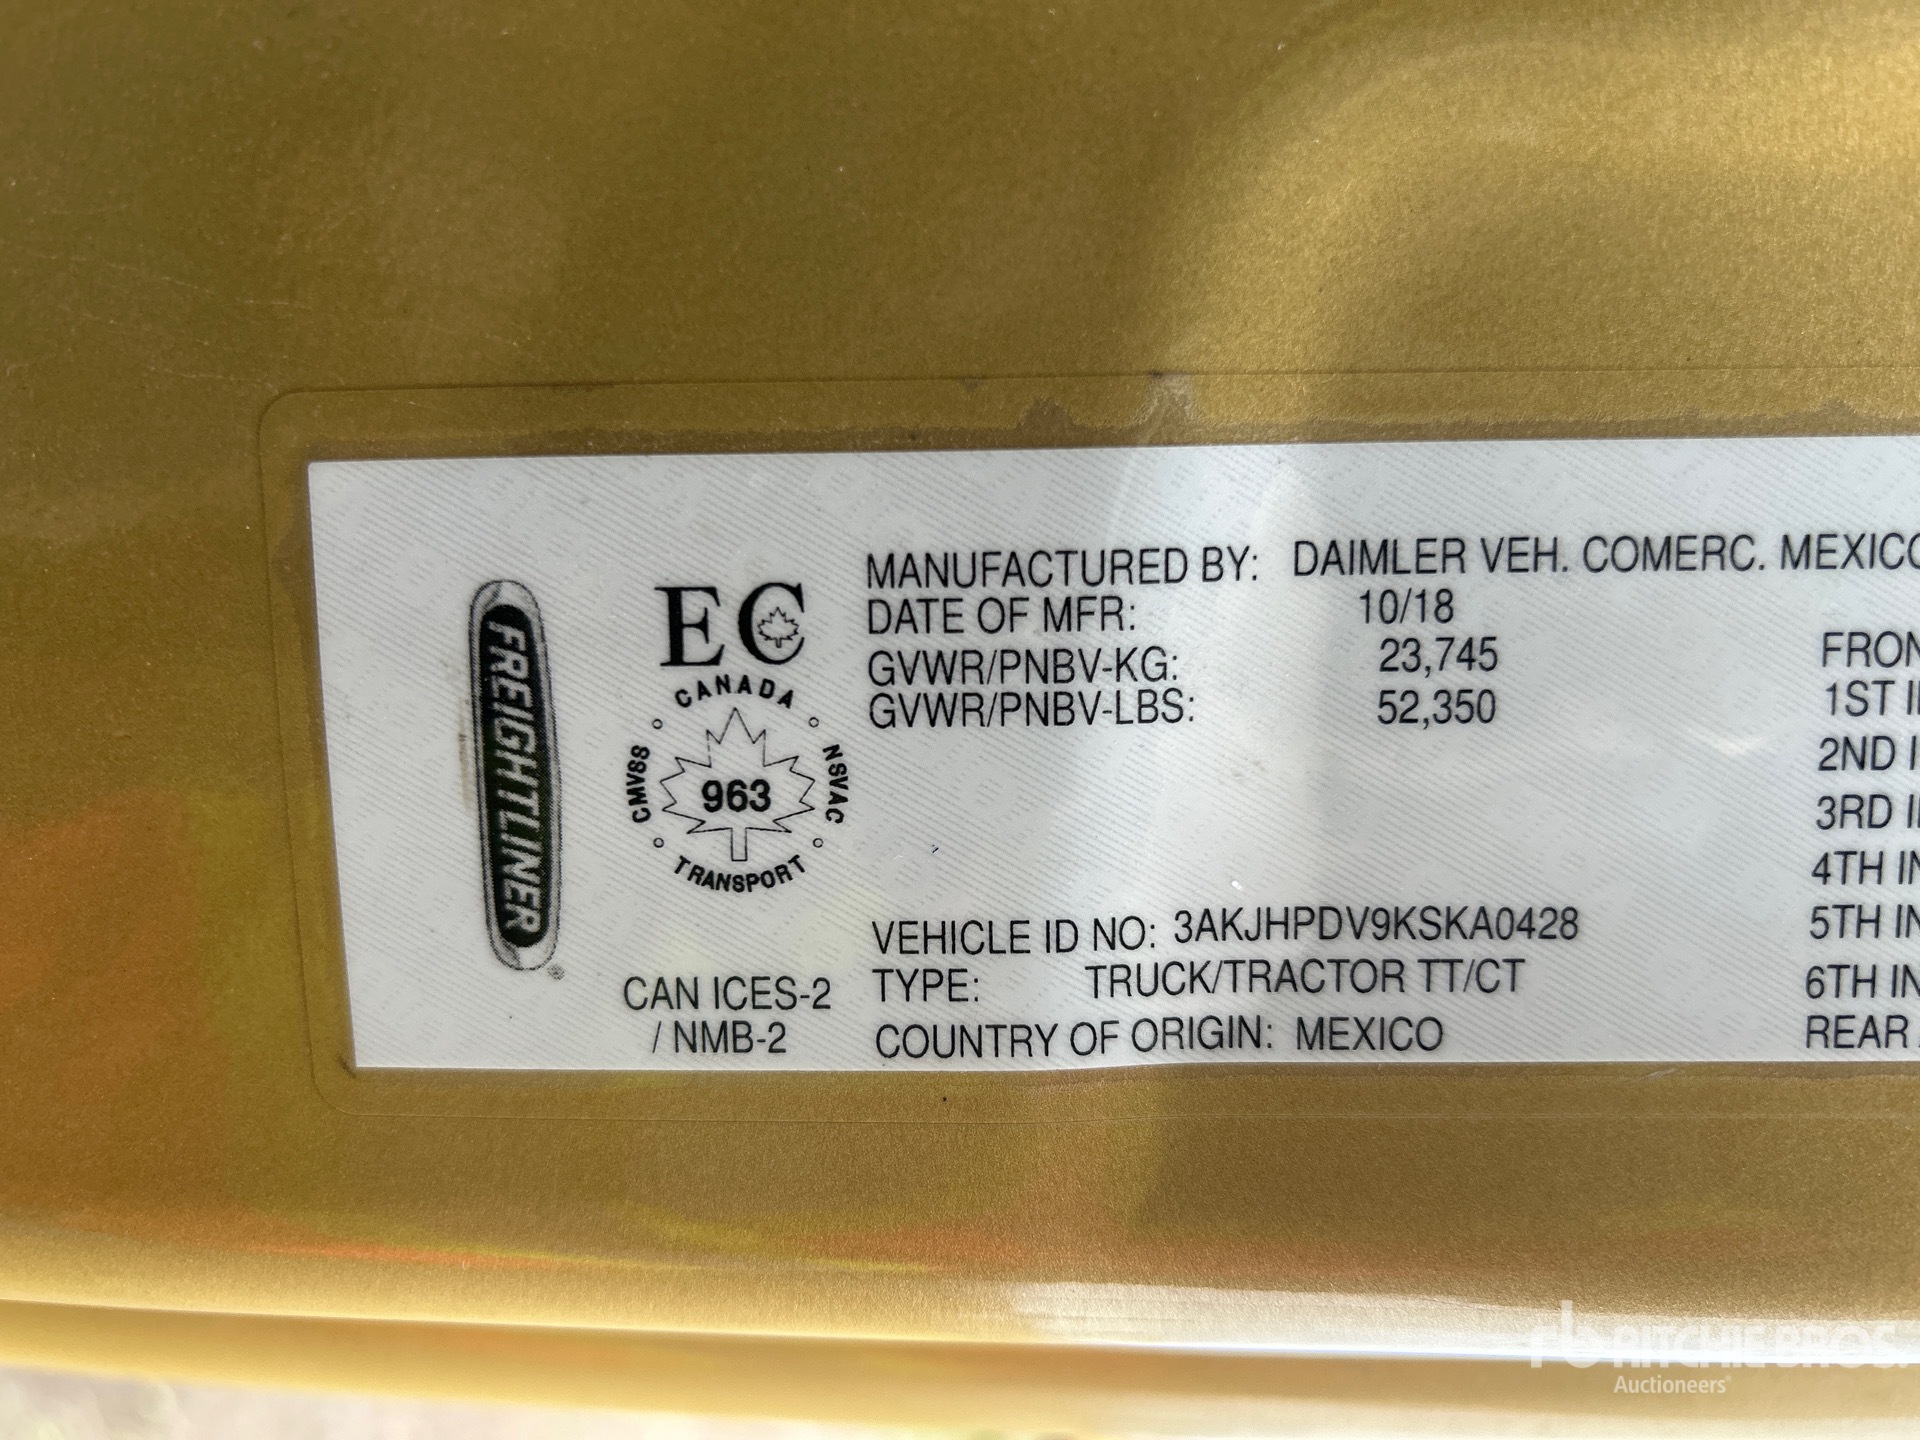 FREIGHTLINER
®
EC
CANADA
CMVSS
963
NSVAC
TRANSPORT
CAN ICES-2
/ NMB-2
MANUFACTURED BY: DAIMLER VEH. COMERC. MEXICO
DATE OF MFR: 10/18
GVWR/PNBV-KG: 23,745
GVWR/PNBV-LBS: 52,350
VEHICLE ID NO: 3AKJHPDV9KSKA0428
TYPE: TRUCK/TRACTOR TT/CT
COUNTRY OF ORIGIN: MEXICO
FRON
1ST I
2ND I
3RD I
4TH IN
5TH IN
6TH IN
REAR
rb RITCHIE BROS.
Auctioneers